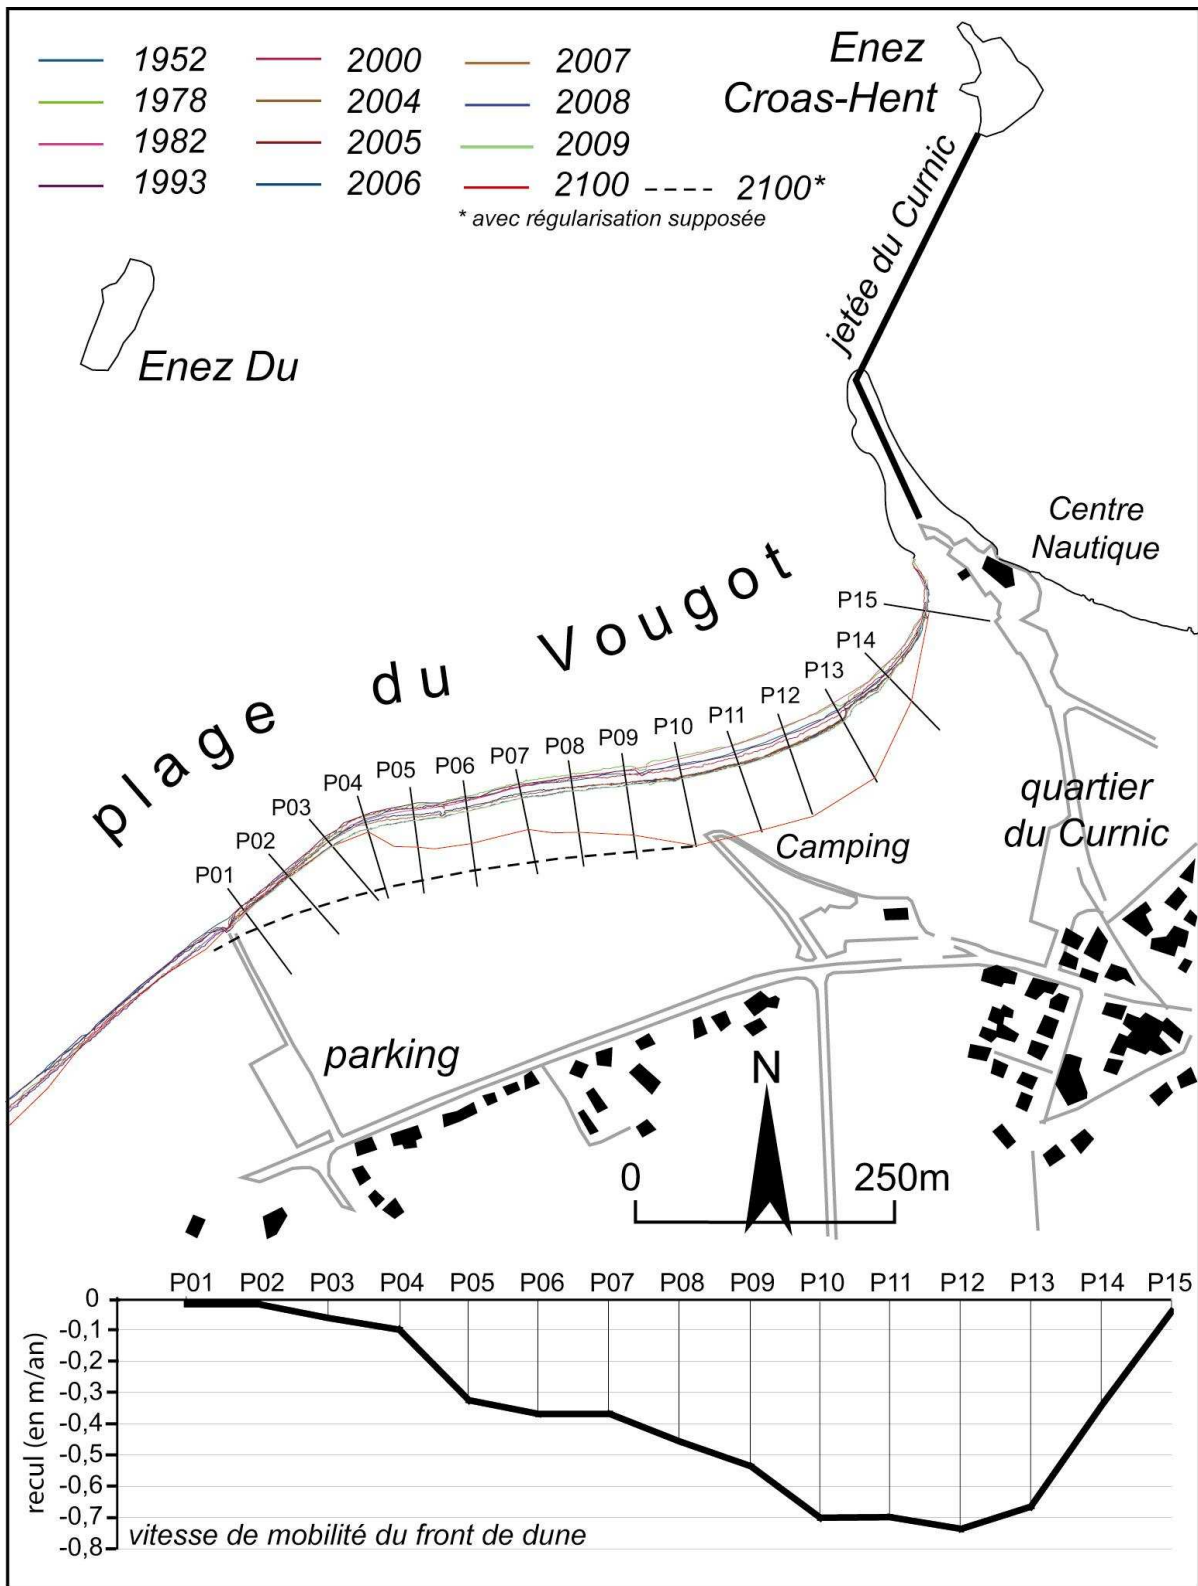 1952
2000
2007
1978
2004
2008
1982
2005
2009
1993
2006
2100
2100*
* avec régularisation supposée
Enez
Croas-Hent
jetée du Curnic
Enez Du
Centre
Nautique
plage du Vougot
P01
P02
P03
P04
P05
P06
P07
P08
P09
P10
P11
P12
P13
P14
P15
Camping
quartier
du Curnic
parking
N
0
250m
P01 P02 P03 P04 P05 P06 P07 P08 P09 P10 P11 P12 P13 P14 P15
recul (en m/an)
0
-0,1
-0,2
-0,3
-0,4
-0,5
-0,6
-0,7
-0,8
vitesse de mobilité du front de dune